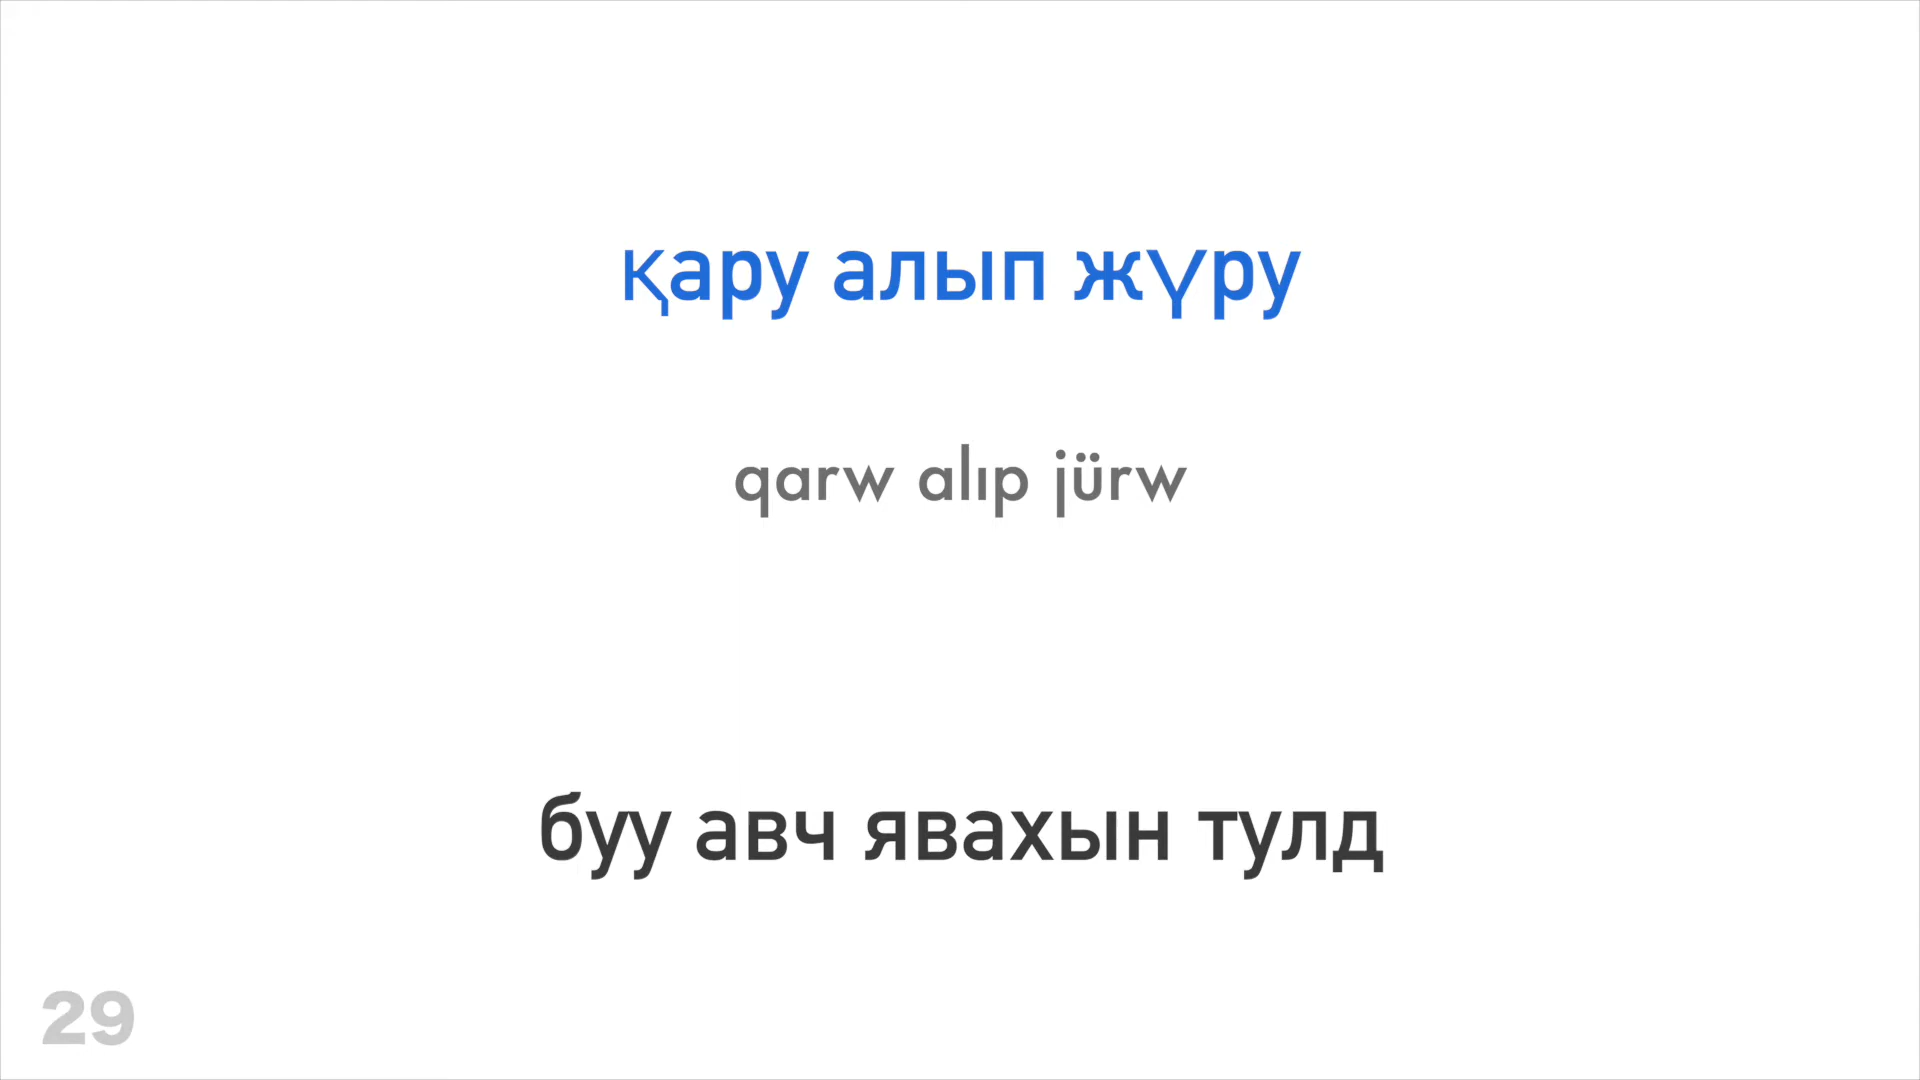 қару алып жүру
qarw alıp jürw
буу авч явахын тулд
29